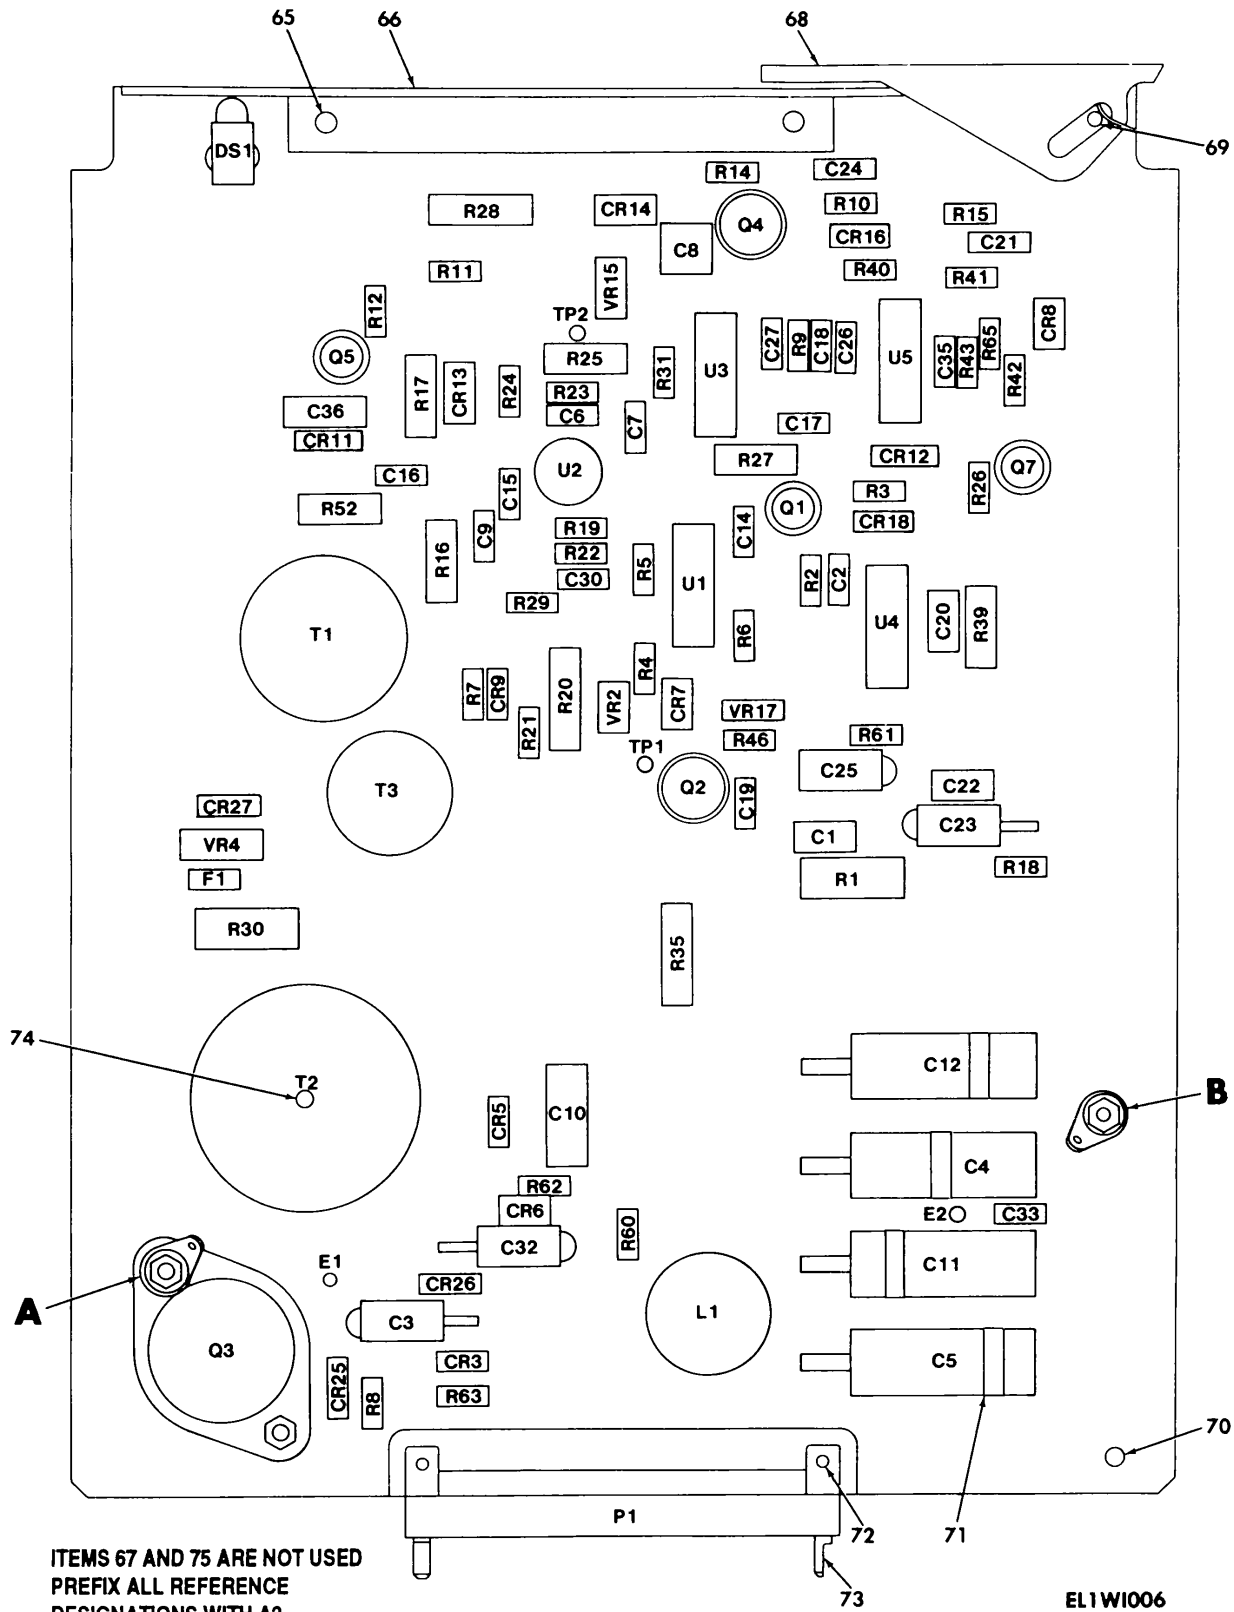 65
66
68
69
DS1
R14
C24
R28
CR14
Q4
R10
R15
C8
CR16
C21
R11
R40
R41
VR15
R12
TP2
CR8
Q5
R25
R31
U3
C27
R9
C18
C26
U5
C35
R43
R65
R42
R17
CR13
R24
R23
C36
C6
C7
C17
CR11
C16
U2
R27
CR12
Q7
R52
C15
R3
R26
C9
R19
Q1
CR18
R16
R22
C14
C30
R5
U1
R2
C2
R29
T1
R6
U4
C20
R39
R7
CR9
R20
R4
VR2
CR7
VR17
R21
TP1
R46
R61
T3
Q2
C25
C22
CR27
C19
C23
VR4
C1
F1
R1
R18
R30
R35
74
T2
C12
B
CR5
C10
C4
R62
CR6
E2
C33
R60
C32
E1
C11
A
CR26
C3
L1
Q3
CR3
C5
CR25
R8
R63
70
P1
72
71
73
ITEMS 67 AND 75 ARE NOT USED
PREFIX ALL REFERENCE
DESIGNATIONS WITH A2
EL1WI006